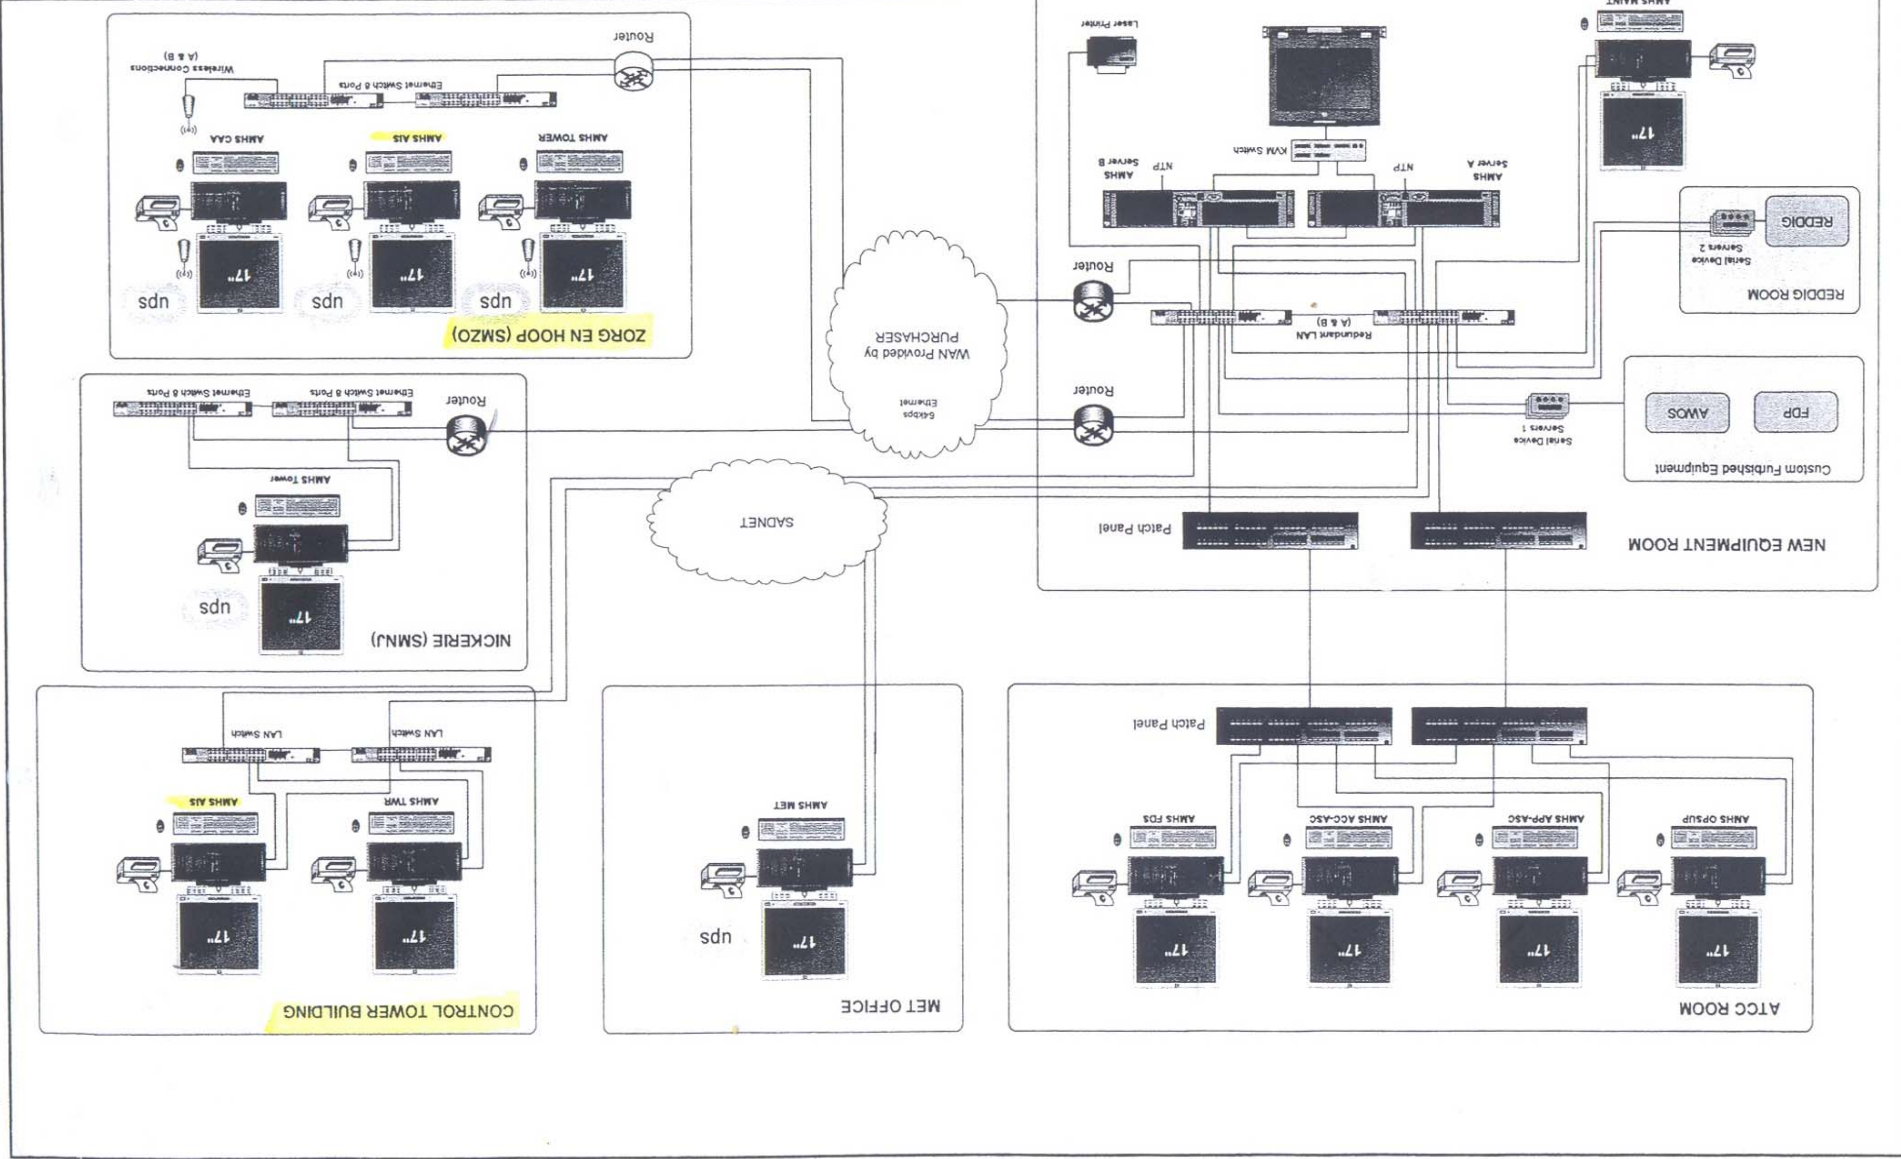 ATCC ROOM
17"
17"
17"
17"
AMHS OPSUP
AMHS APP-ASC
AMHS ACC-ASC
AMHS FDS
Patch Panel
MET OFFICE
17"
ups
AMHS MET
CONTROL TOWER BUILDING
17"
17"
AMHS TWR
AMHS AIS
LAN Switch
LAN Switch
NEW EQUIPMENT ROOM
Patch Panel
Custom Furbished Equipment
FDP
AWOS
Serial Device
Servers 1
REDDIG ROOM
REDDIG
Serial Device
Servers 2
Redundant LAN
(A & B)
Router
Router
AMHS
Server A
NTP
NTP
AMHS
Server B
KVM Switch
Laser Printer
17"
AMHS MAINT
SADNET
64kbps
Ethernet
WAN Provided by
PURCHASER
NICKERIE (SMNJ)
17"
ups
AMHS Tower
Router
Ethernet Switch 8 Ports
Ethernet Switch 8 Ports
ZORG EN HOOP (SMZO)
17"
ups
17"
ups
17"
ups
AMHS TOWER
AMHS AIS
AMHS CAA
Ethernet Switch 8 Ports
Router
Wireless Connections
(A & B)